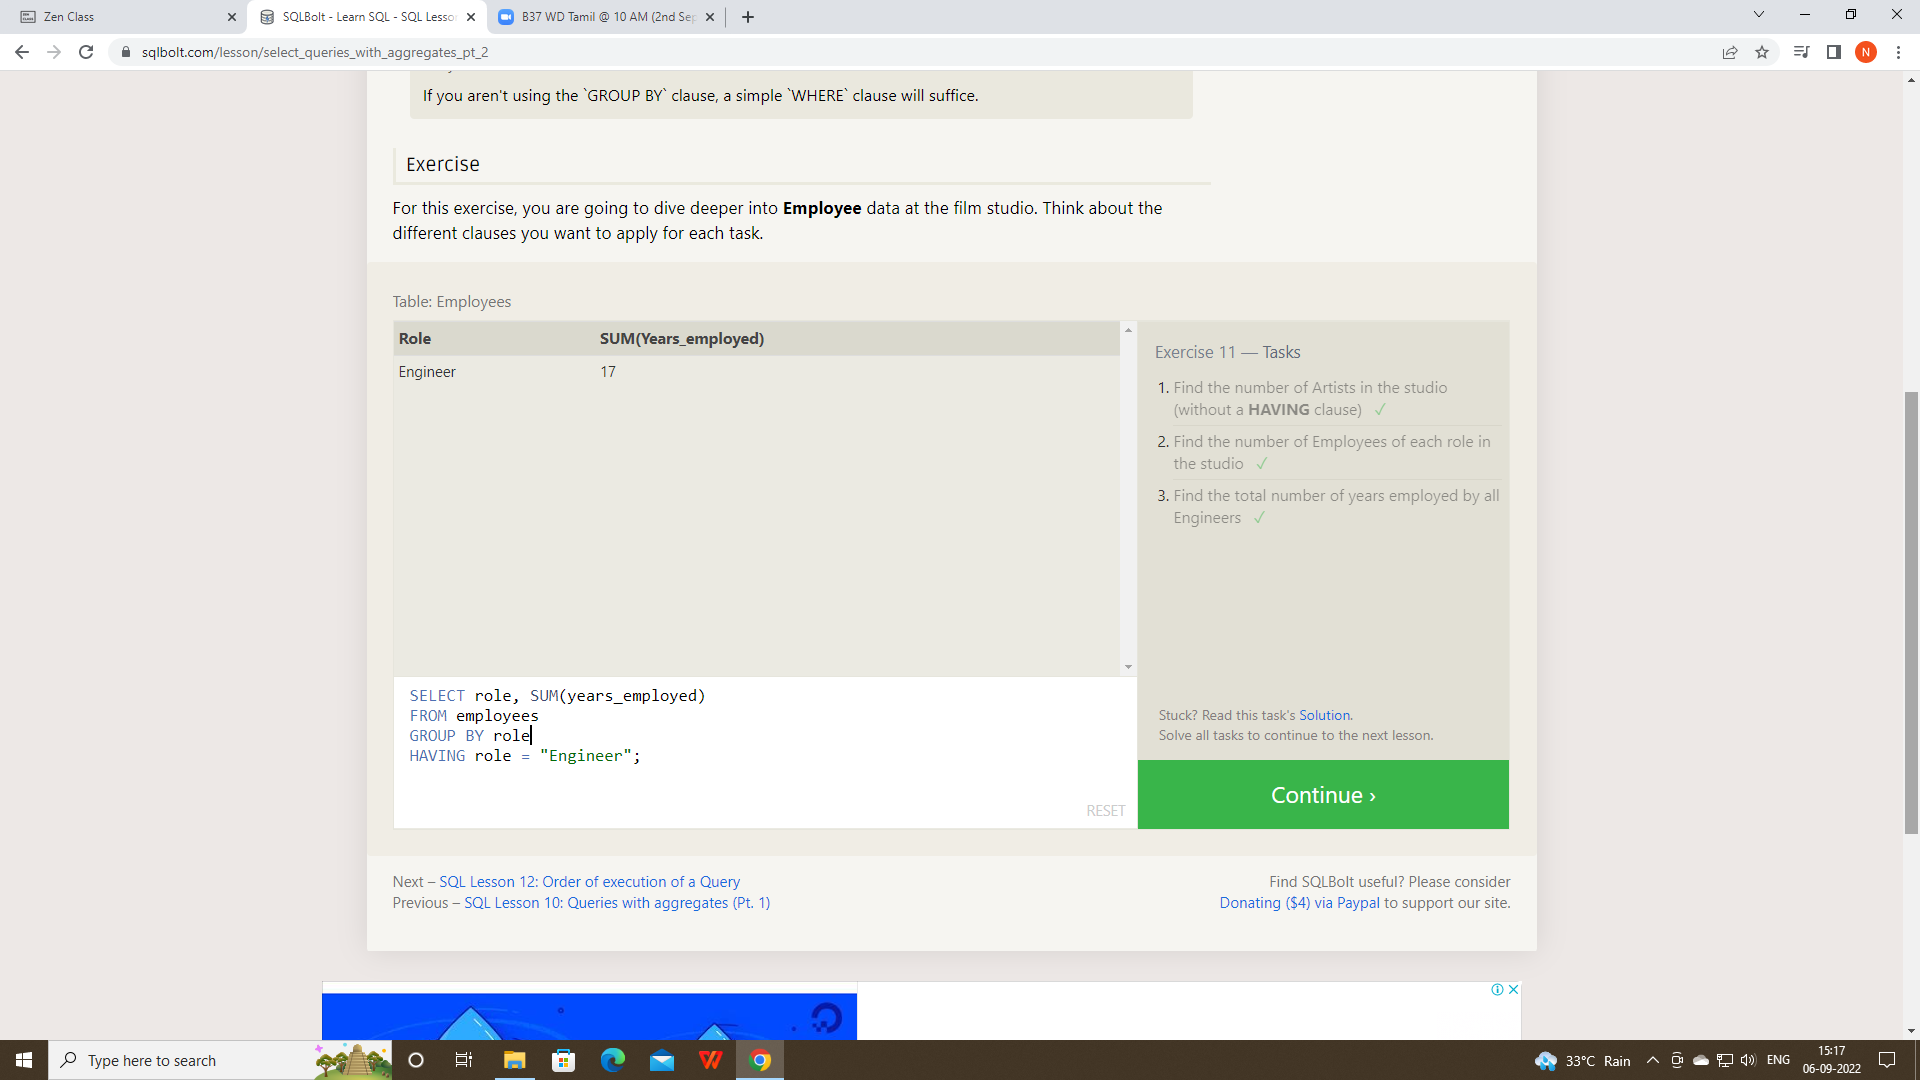 Zen Class
SQLBolt - Learn SQL - SQL Lesso
B37 WD Tamil @ 10 AM (2nd Sep
sqlbolt.com/lesson/select_queries_with_aggregates_pt_2
N
If you aren't using the `GROUP BY` clause, a simple `WHERE` clause will suffice.
Exercise
For this exercise, you are going to dive deeper into Employee data at the film studio. Think about the
different clauses you want to apply for each task.
Table: Employees
Role SUM(Years_employed)
Engineer 17
SELECT role, SUM(years_employed)
FROM employees
GROUP BY role
HAVING role = "Engineer";
RESET
Exercise 11 — Tasks
1. Find the number of Artists in the studio
(without a HAVING clause) ✓
2. Find the number of Employees of each role in
the studio ✓
3. Find the total number of years employed by all
Engineers ✓
Stuck? Read this task's Solution.
Solve all tasks to continue to the next lesson.
Continue ›
Next – SQL Lesson 12: Order of execution of a Query
Previous – SQL Lesson 10: Queries with aggregates (Pt. 1)
Find SQLBolt useful? Please consider
Donating ($4) via Paypal to support our site.
Type here to search
33°C Rain
ENG
15:17
06-09-2022